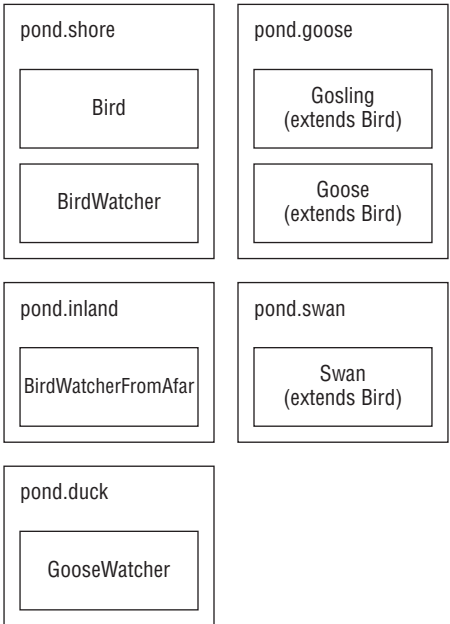 pond.shore
Bird
BirdWatcher
pond.goose
Gosling
(extends Bird)
Goose
(extends Bird)
pond.inland
BirdWatcherFromAfar
pond.swan
Swan
(extends Bird)
pond.duck
GooseWatcher